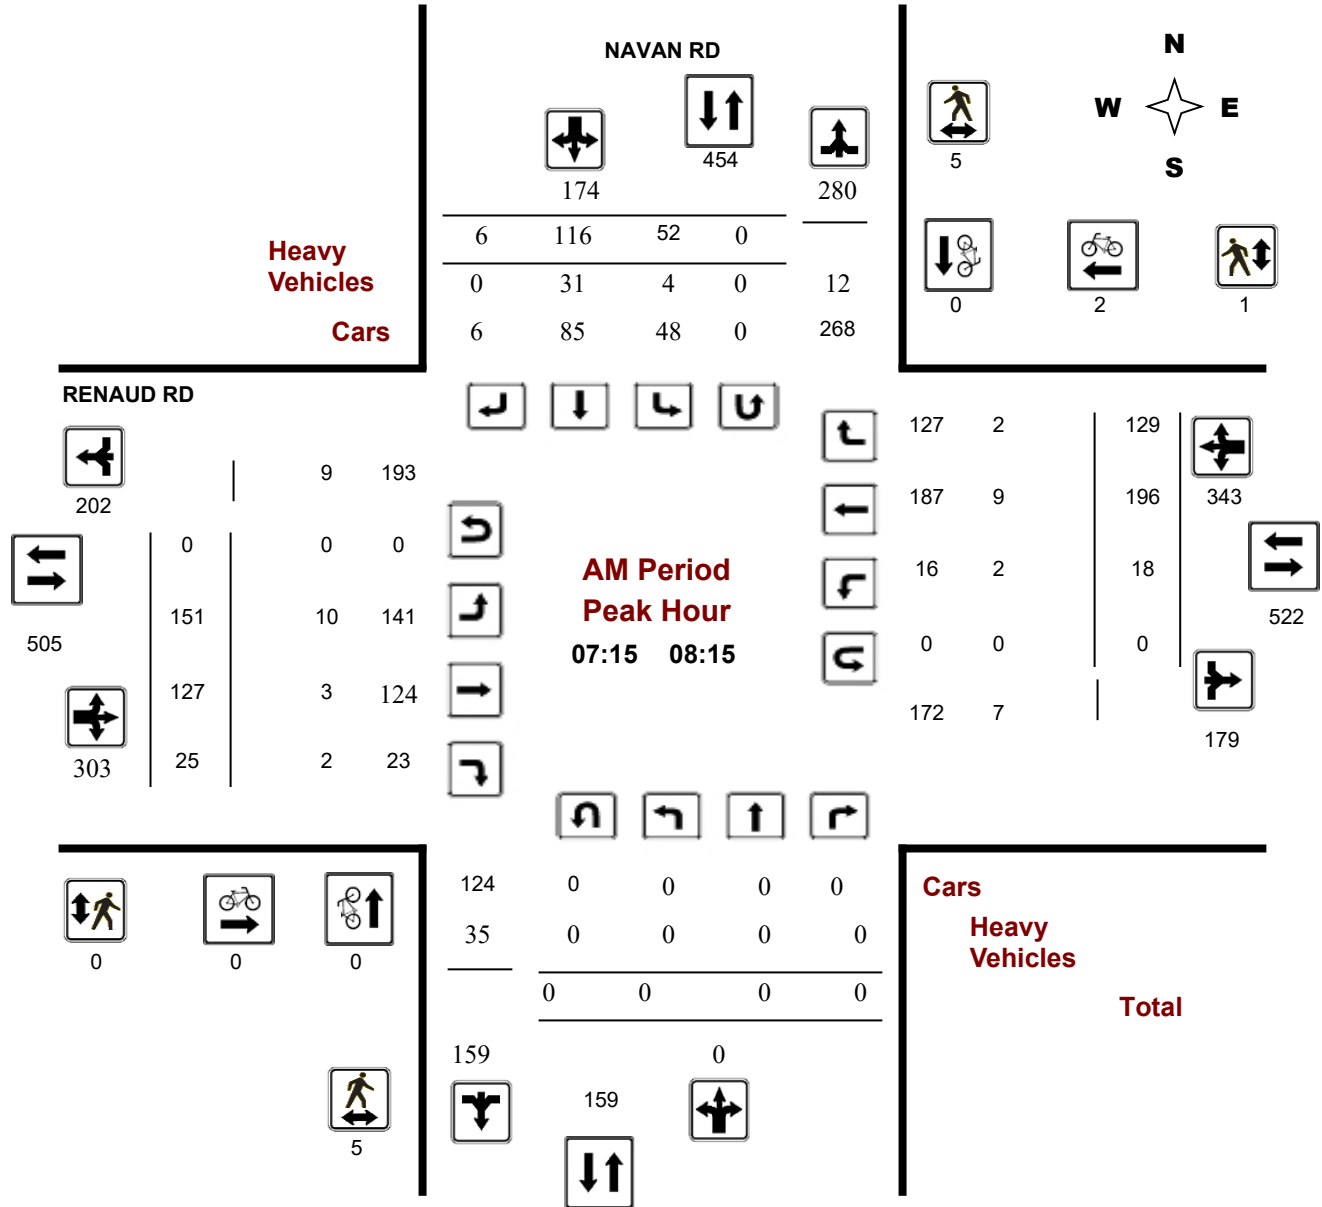 NAVAN RD
N
W E
S
454
5
174
280
6 116 52 0
Heavy
Vehicles
0 31 4 0 12
0 2 1
Cars
6 85 48 0 268
RENAUD RD
127 2 129
9 193
202
187 9 196 343
0 0 0
AM Period
16 2 18
Peak Hour
151 10 141
522
505
07:15 08:15
0 0 0
127 3 124
172 7
179
303
25 2 23
124 0 0 0 0
Cars
35 0 0 0 0
Heavy
Vehicles
0 0 0
0 0 0 0
Total
159 0
159
5